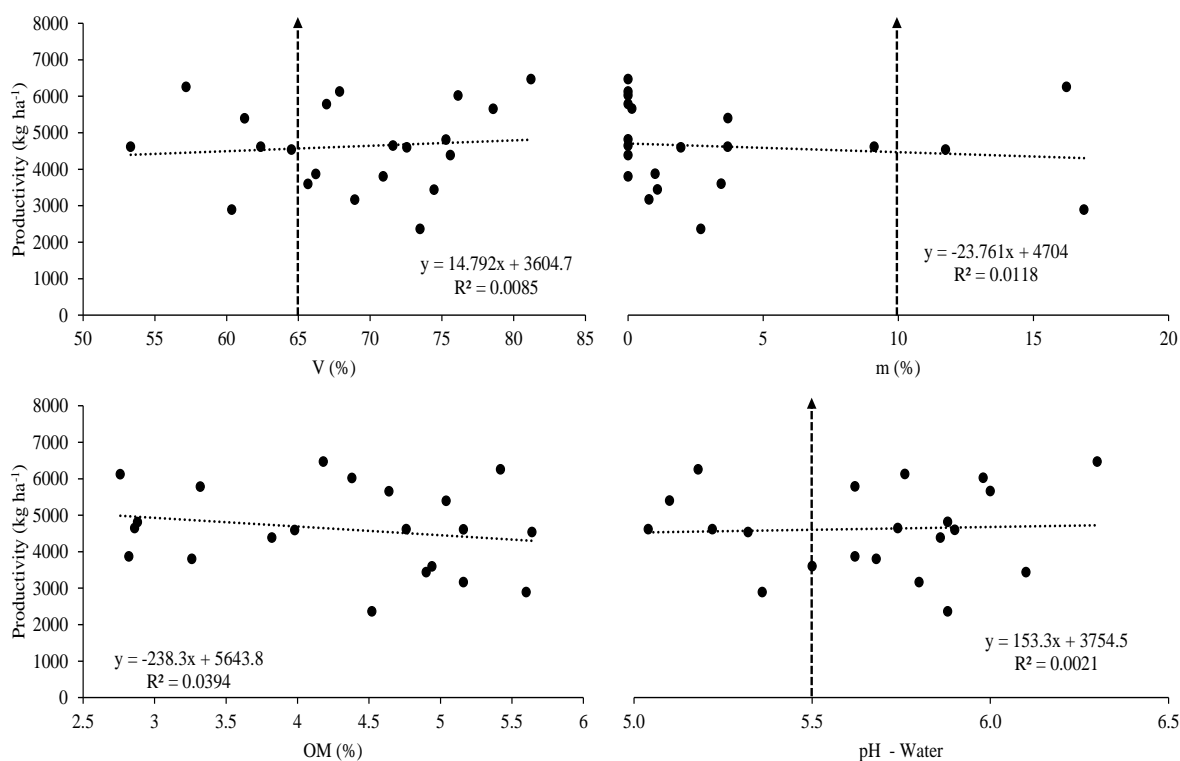 8000
7000
6000
5000
4000
3000
2000
1000
0
Productivity (kg ha⁻¹)
y = 14.792x + 3604.7
R² = 0.0085
50 55 60 65 70 75 80 85
V (%)
y = -23.761x + 4704
R² = 0.0118
0 5 10 15 20
m (%)
8000
7000
6000
5000
4000
3000
2000
1000
0
Productivity (kg ha⁻¹)
y = -238.3x + 5643.8
R² = 0.0394
2.5 3 3.5 4 4.5 5 5.5 6
OM (%)
y = 153.3x + 3754.5
R² = 0.0021
5.0 5.5 6.0 6.5
pH - Water